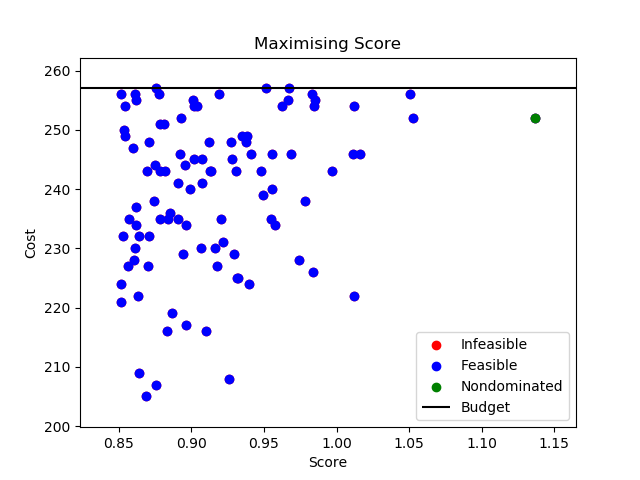 Maximising Score
Cost
260
250
240
230
220
210
200
0.85 0.90 0.95 1.00 1.05 1.10 1.15
Score
Infeasible
Feasible
Nondominated
Budget